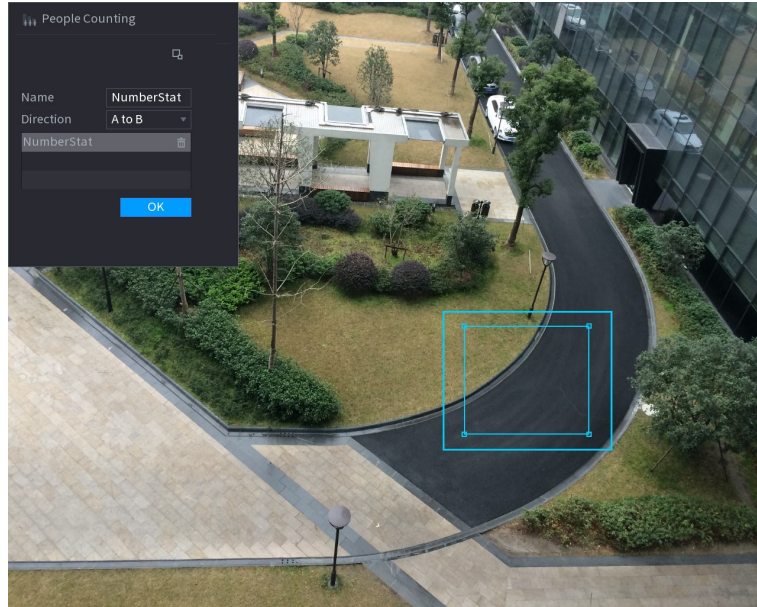 People Counting
Name NumberStat
Direction A to B
NumberStat
OK